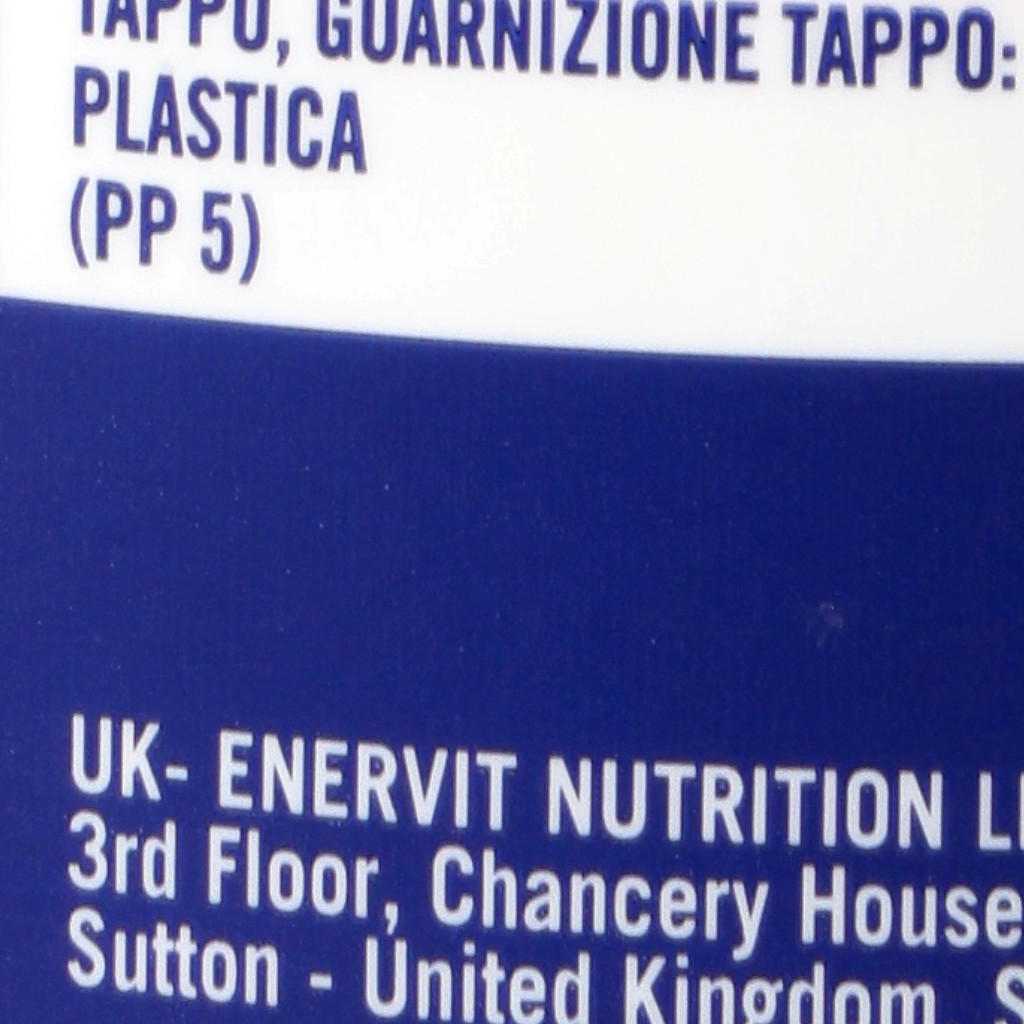 TAPPO, GUARNIZIONE TAPPO:
PLASTICA
(PP 5)
UK- ENERVIT NUTRITION
3rd Floor, Chancery House
Sutton - United Kingdom